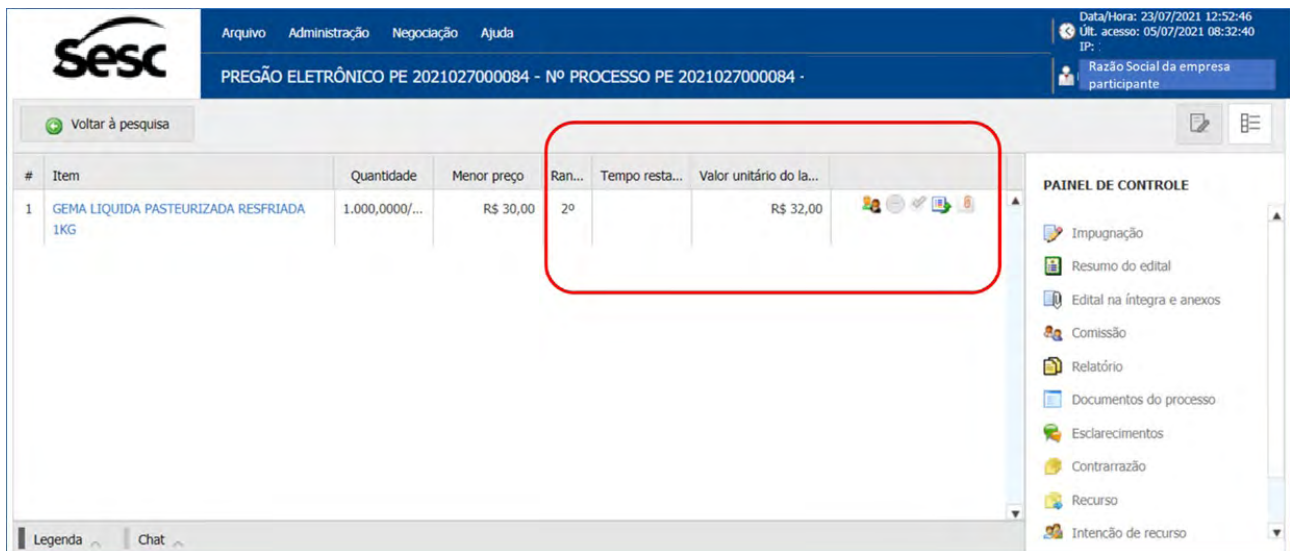 Sesc
Arquivo Administração Negociação Ajuda
Data/Hora: 23/07/2021 12:52:46
Últ. acesso: 05/07/2021 08:32:40
IP:
PREGÃO ELETRÔNICO PE 2021027000084 - Nº PROCESSO PE 2021027000084 -
Razão Social da empresa
participante
Voltar à pesquisa
# Item Quantidade Menor preço Ran... Tempo resta... Valor unitário do la...
1 GEMA LIQUIDA PASTEURIZADA RESFRIADA 1.000,0000/... R$ 30,00 2º R$ 32,00
1KG
PAINEL DE CONTROLE
Impugnação
Resumo do edital
Edital na íntegra e anexos
Comissão
Relatório
Documentos do processo
Esclarecimentos
Contrarrazão
Recurso
Intenção de recurso
Legenda Chat